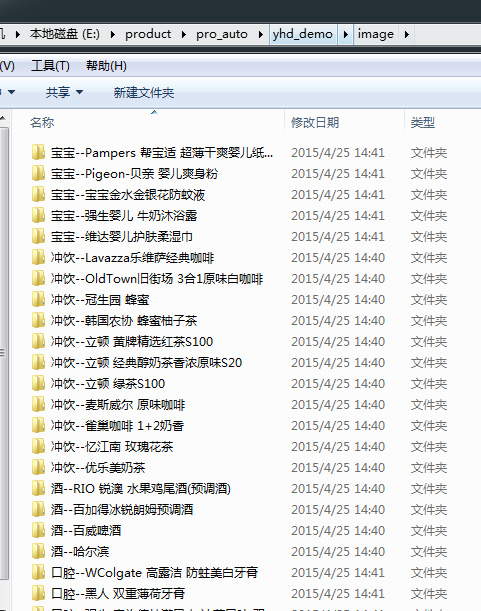 本地磁盘 (E:) product pro_auto yhd_demo image
(V) 工具(T) 帮助(H)
共享 新建文件夹
名称 修改日期 类型
宝宝--Pampers 帮宝适 超薄干爽婴儿纸... 2015/4/25 14:41 文件夹
宝宝--Pigeon-贝亲 婴儿爽身粉 2015/4/25 14:41 文件夹
宝宝--宝宝金水金银花防蚊液 2015/4/25 14:41 文件夹
宝宝--强生婴儿 牛奶沐浴露 2015/4/25 14:41 文件夹
宝宝--维达婴儿护肤柔湿巾 2015/4/25 14:41 文件夹
冲饮--Lavazza乐维萨经典咖啡 2015/4/25 14:40 文件夹
冲饮--OldTown旧街场 3合1原味白咖啡 2015/4/25 14:40 文件夹
冲饮--冠生园 蜂蜜 2015/4/25 14:40 文件夹
冲饮--韩国农协 蜂蜜柚子茶 2015/4/25 14:40 文件夹
冲饮--立顿 黄牌精选红茶S100 2015/4/25 14:40 文件夹
冲饮--立顿 经典醇奶茶香浓原味S20 2015/4/25 14:40 文件夹
冲饮--立顿 绿茶S100 2015/4/25 14:40 文件夹
冲饮--麦斯威尔 原味咖啡 2015/4/25 14:40 文件夹
冲饮--雀巢咖啡 1+2奶香 2015/4/25 14:40 文件夹
冲饮--忆江南 玫瑰花茶 2015/4/25 14:40 文件夹
冲饮--优乐美奶茶 2015/4/25 14:40 文件夹
酒--RIO 锐澳 水果鸡尾酒(预调酒) 2015/4/25 14:40 文件夹
酒--百加得冰锐朗姆预调酒 2015/4/25 14:40 文件夹
酒--百威啤酒 2015/4/25 14:40 文件夹
酒--哈尔滨 2015/4/25 14:40 文件夹
口腔--WColgate 高露洁 防蛀美白牙膏 2015/4/25 14:41 文件夹
口腔--黑人 双重薄荷牙膏 2015/4/25 14:40 文件夹